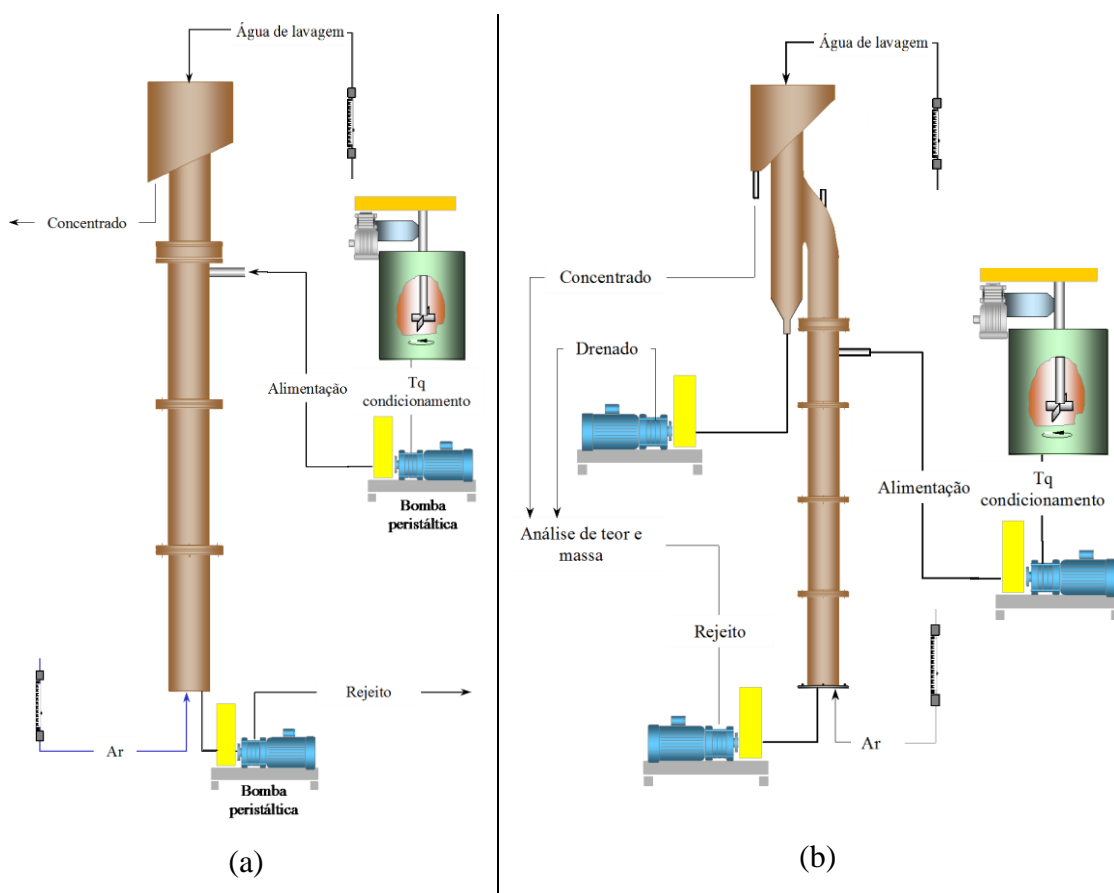 Água de lavagem
Concentrado
Alimentação
Tq
condicionamento
Bomba
peristáltica
Rejeito
Ar
Bomba
peristáltica
(a)
Água de lavagem
Concentrado
Drenado
Alimentação
Tq
condicionamento
Análise de teor e
massa
Rejeito
Ar
(b)